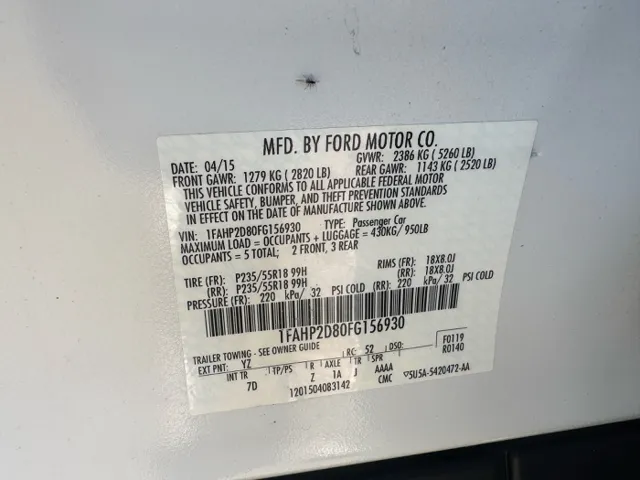 MFD. BY FORD MOTOR CO.
DATE: 04/15 GVWR: 2386 KG ( 5260 LB)
FRONT GAWR: 1279 KG ( 2820 LB) REAR GAWR: 1143 KG ( 2520 LB)
THIS VEHICLE CONFORMS TO ALL APPLICABLE FEDERAL MOTOR
VEHICLE SAFETY, BUMPER, AND THEFT PREVENTION STANDARDS
IN EFFECT ON THE DATE OF MANUFACTURE SHOWN ABOVE.
VIN: 1FAHP2D80FG156930 TYPE: Passenger Car
MAXIMUM LOAD = OCCUPANTS + LUGGAGE = 430KG/ 950LB
OCCUPANTS = 5 TOTAL; 2 FRONT, 3 REAR
TIRE (FR): P235/55R18 99H RIMS (FR): 18X8.0J
(RR): P235/55R18 99H (RR): 18X8.0J
PRESSURE (FR): 220 kPa/ 32 PSI COLD (RR): 220 kPa/ 32 PSI COLD
1FAHP2D80FG156930
TRAILER TOWING - SEE OWNER GUIDE
EXT PNT: YZ RC: 52 DSO: F0119
R0140
INT TR TP/PS R AXLE TR SPR
7D Z 1A J AAAA
CMC
1201504083142 5U5A-5420472-AA